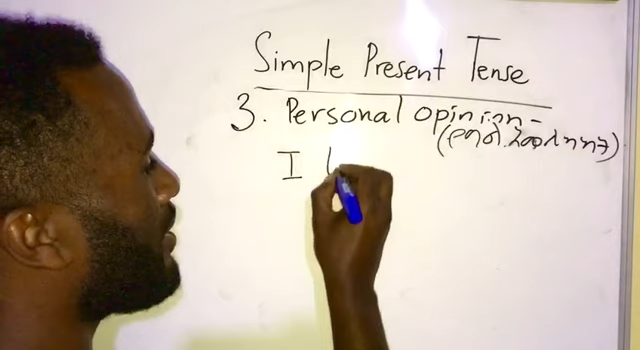 Simple Present Tense
3. Personal opinion -
I l